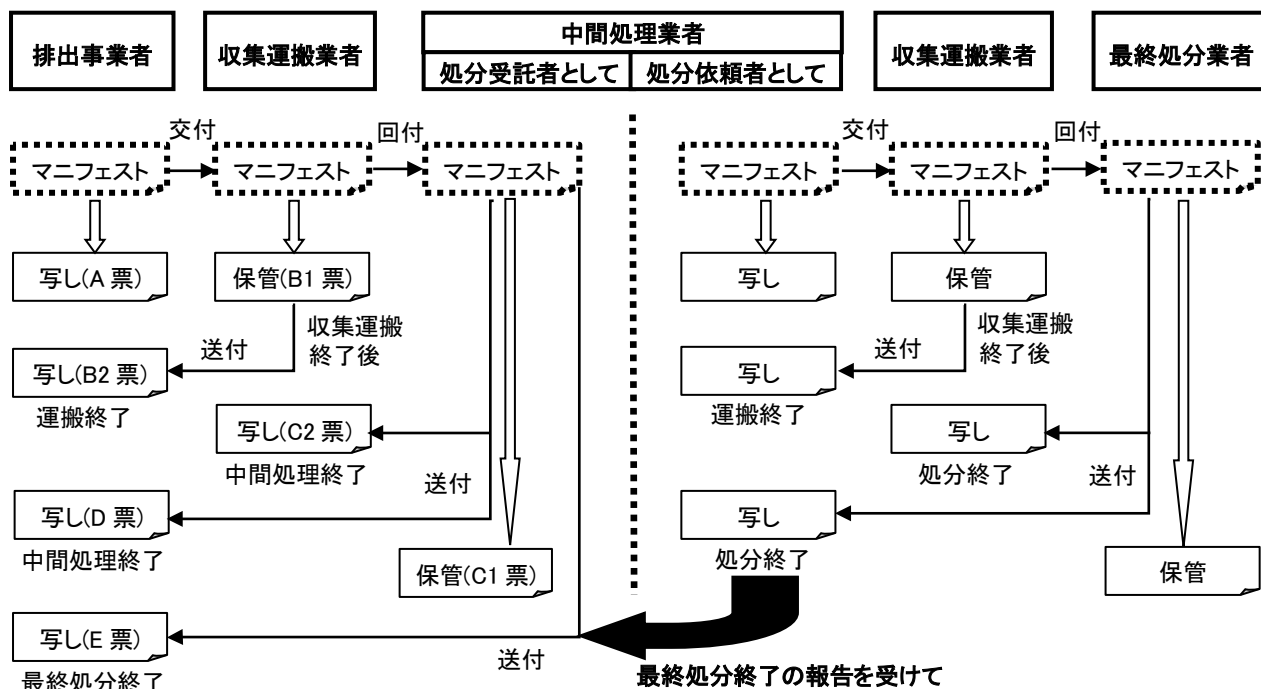 排出事業者
収集運搬業者
中間処理業者
処分受託者として
処分依頼者として
収集運搬業者
最終処分業者
交付
回付
交付
回付
マニフェスト
マニフェスト
マニフェスト
マニフェスト
マニフェスト
マニフェスト
写し(A 票)
保管(B1 票)
写し
保管
送付
収集運搬
終了後
送付
収集運搬
終了後
写し(B2 票)
運搬終了
写し
運搬終了
写し(C2 票)
中間処理終了
写し
処分終了
送付
送付
写し(D 票)
中間処理終了
写し
処分終了
保管(C1 票)
保管
写し(E 票)
最終処分終了
送付
最終処分終了の報告を受けて